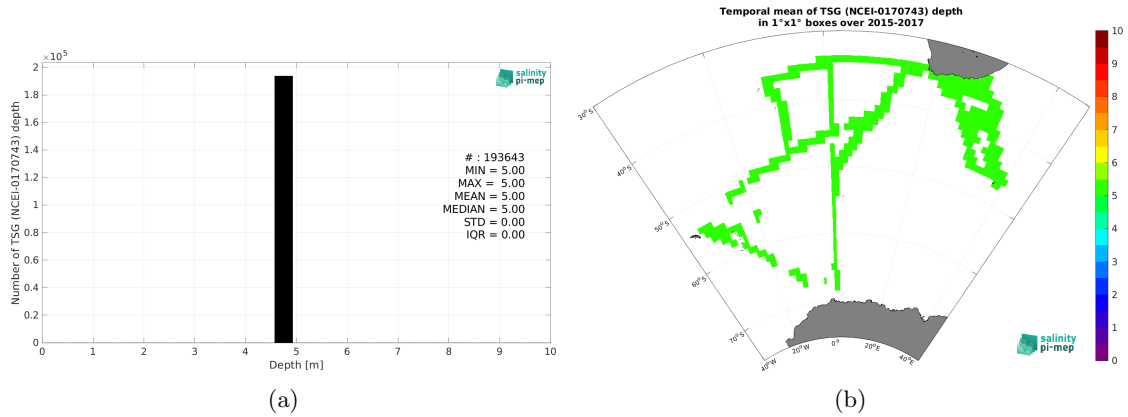 ×10⁵
2
1.8
1.6
1.4
1.2
1
0.8
0.6
0.4
0.2
0
Number of TSG (NCEI-0170743) depth
salinity
pi-mep
# : 193643
MIN = 5.00
MAX = 5.00
MEAN = 5.00
MEDIAN = 5.00
STD = 0.00
IQR = 0.00
0 1 2 3 4 5 6 7 8 9 10
Depth [m]
(a)
Temporal mean of TSG (NCEI-0170743) depth
in 1°x1° boxes over 2015-2017
30°S
40°S
50°S
60°S
70°S
40°W
20°W
0°
20°E
40°E
10
9
8
7
6
5
4
3
2
1
0
salinity
pi-mep
(b)